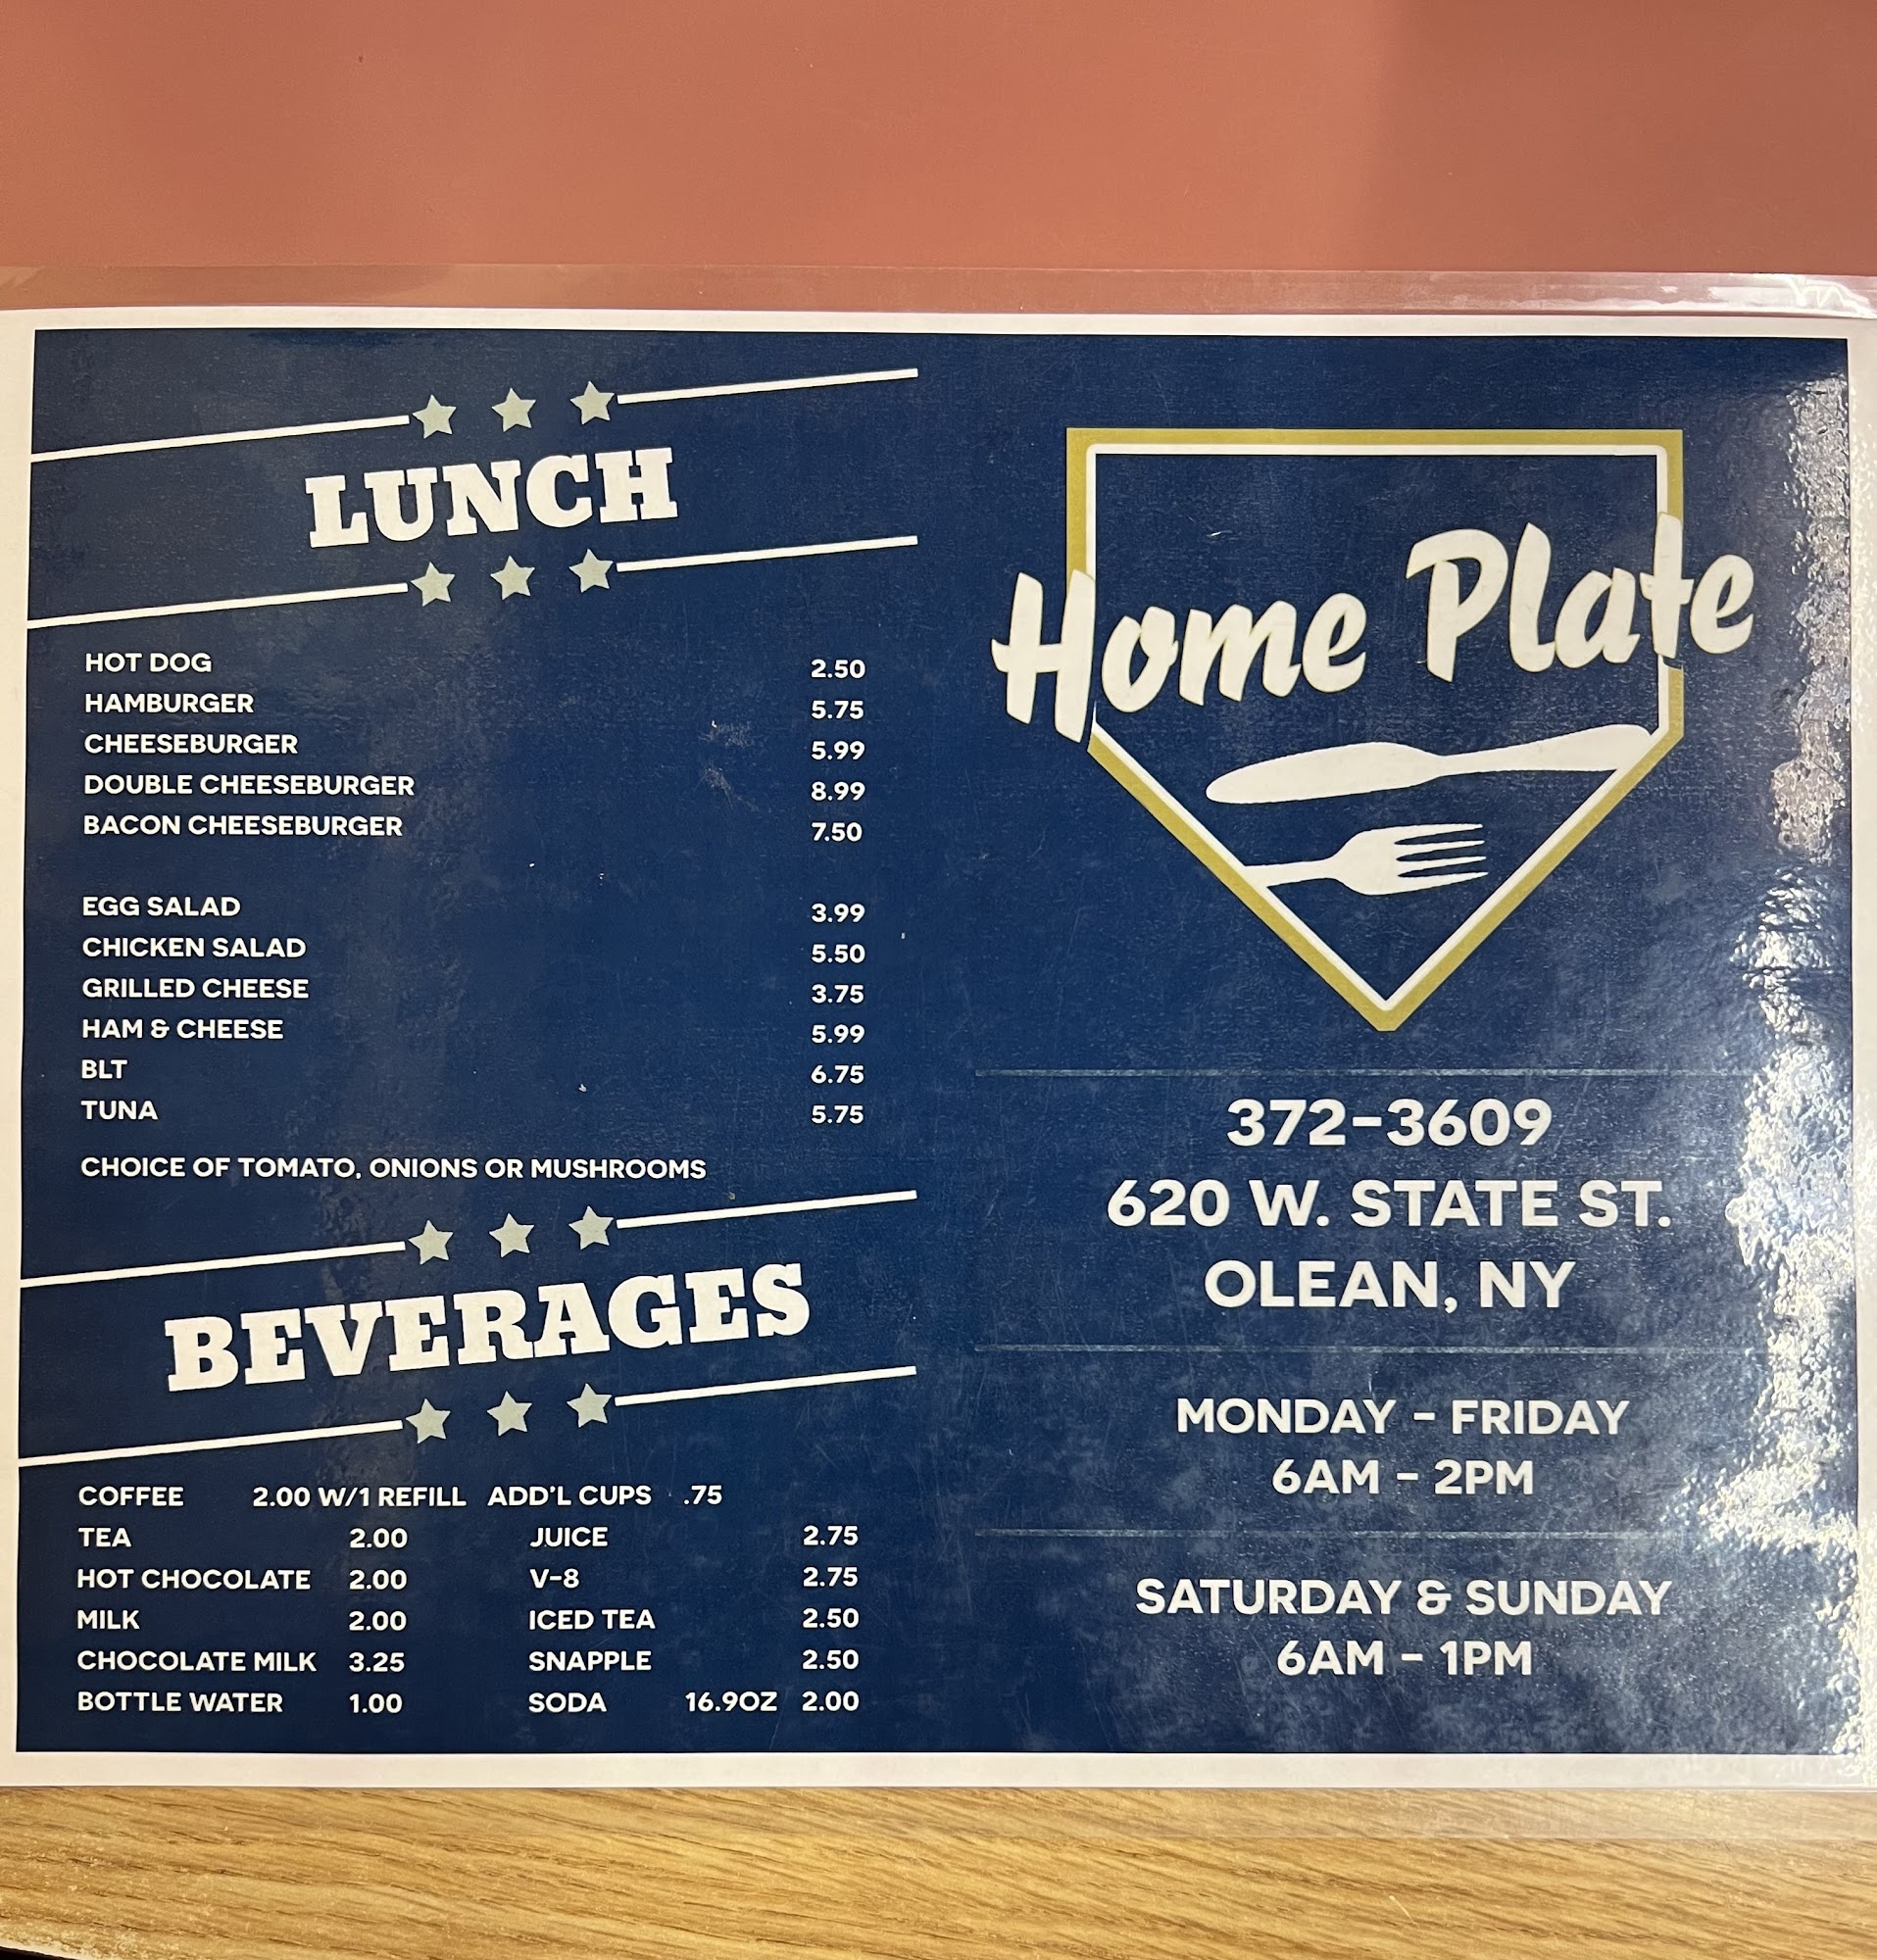 LUNCH
HOT DOG 2.50
HAMBURGER 5.75
CHEESEBURGER 5.99
DOUBLE CHEESEBURGER 8.99
BACON CHEESEBURGER 7.50
EGG SALAD 3.99
CHICKEN SALAD 5.50
GRILLED CHEESE 3.75
HAM & CHEESE 5.99
BLT 6.75
TUNA 5.75
CHOICE OF TOMATO, ONIONS OR MUSHROOMS
BEVERAGES
COFFEE 2.00 W/1 REFILL ADD'L CUPS .75
TEA 2.00 JUICE 2.75
HOT CHOCOLATE 2.00 V-8 2.75
MILK 2.00 ICED TEA 2.50
CHOCOLATE MILK 3.25 SNAPPLE 2.50
BOTTLE WATER 1.00 SODA 16.9OZ 2.00
Home Plate
372-3609
620 W. STATE ST.
OLEAN, NY
MONDAY - FRIDAY
6AM - 2PM
SATURDAY & SUNDAY
6AM - 1PM